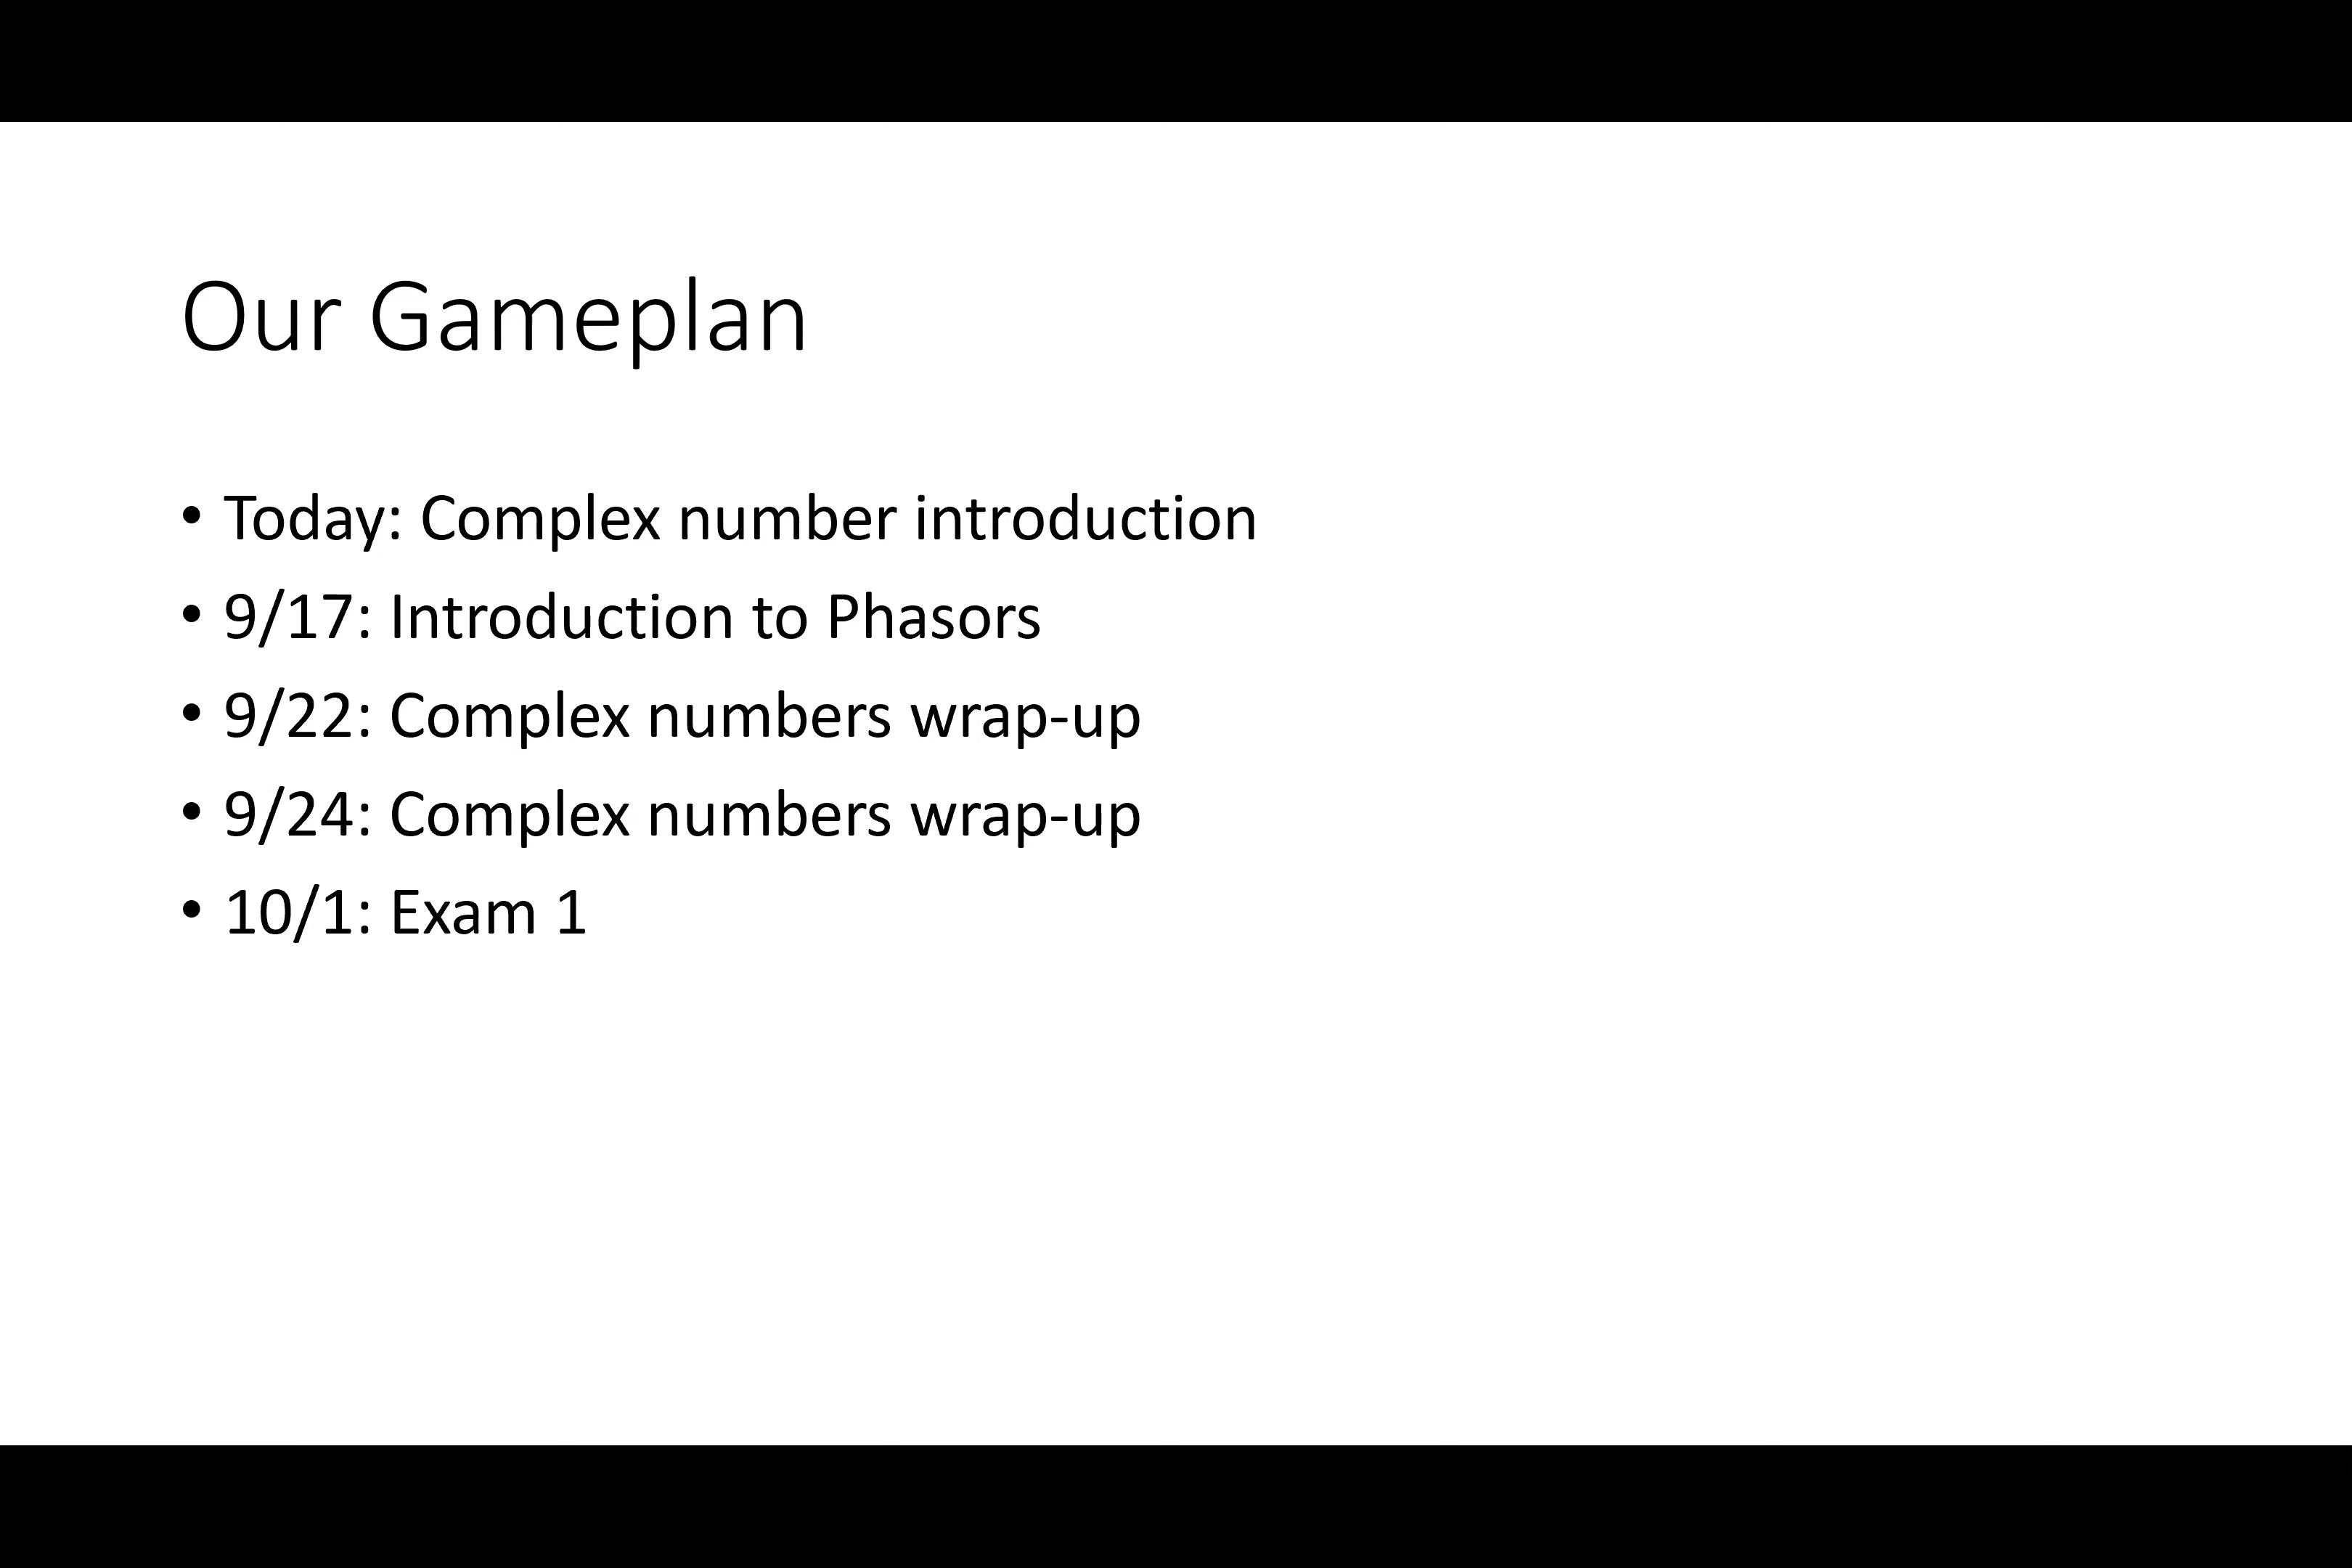 Our Gameplan
• Today: Complex number introduction
• 9/17: Introduction to Phasors
• 9/22: Complex numbers wrap-up
• 9/24: Complex numbers wrap-up
• 10/1: Exam 1